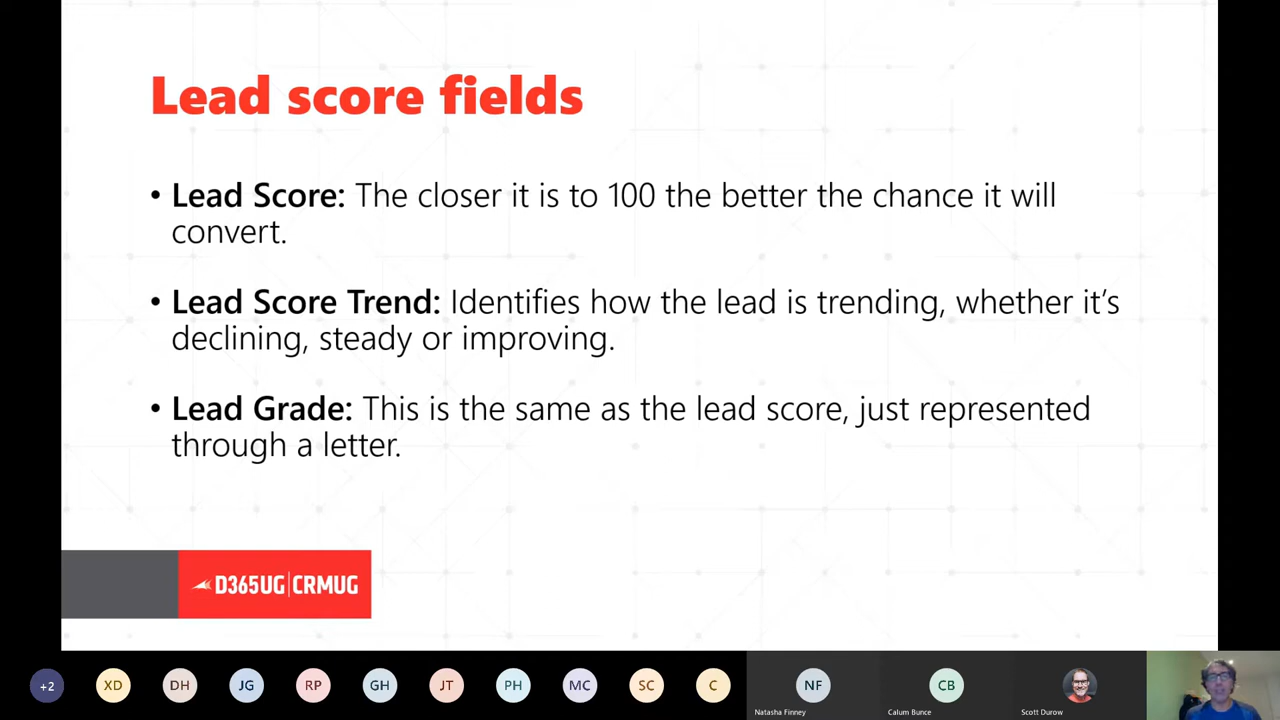 Lead score fields
• Lead Score: The closer it is to 100 the better the chance it will
convert.
• Lead Score Trend: Identifies how the lead is trending, whether it's
declining, steady or improving.
• Lead Grade: This is the same as the lead score, just represented
through a letter.
D365UG|CRMUG
+2 XD DH JG RP GH JT PH MC SC C NF CB
Natasha Finney Calum Bunce Scott Durow